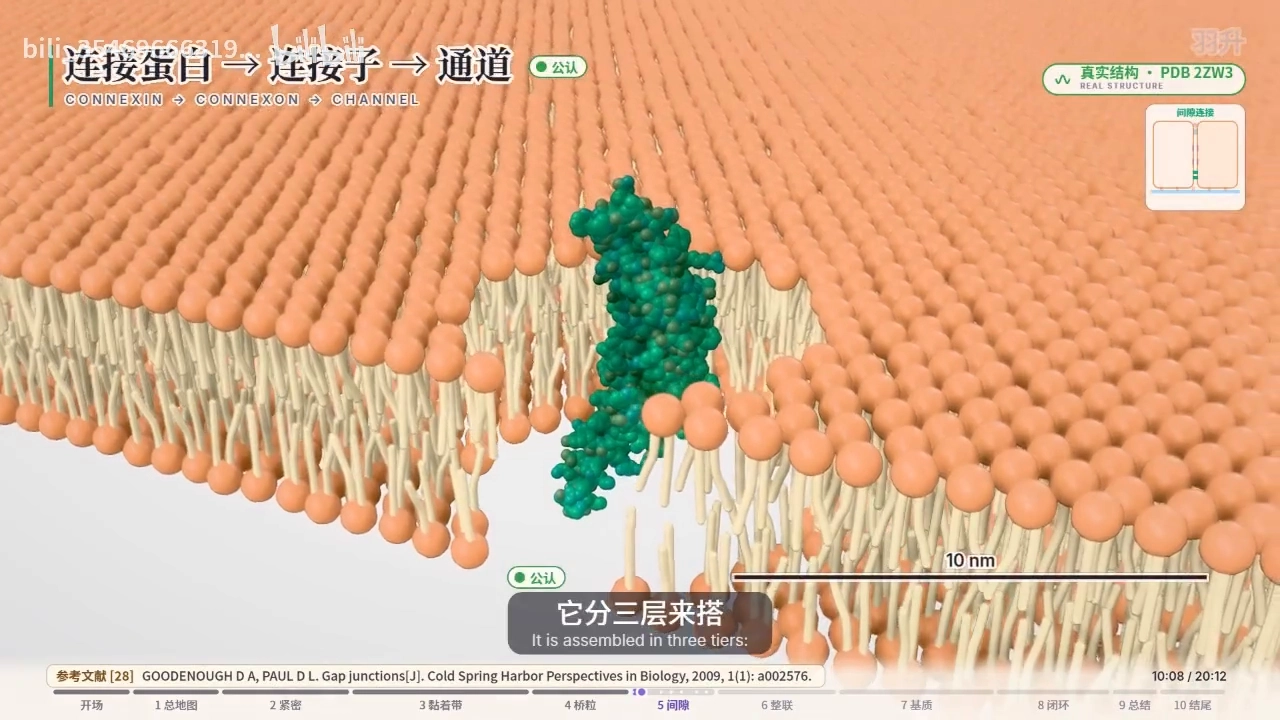 连接蛋白 → 连接子 → 通道
公认
CONNEXIN → CONNEXON → CHANNEL
羽升
真实结构 · PDB 2ZW3
REAL STRUCTURE
间隙连接
10 nm
公认
它分三层来搭
It is assembled in three tiers:
参考文献 [28] GOODENOUGH D A, PAUL D L. Gap junctions[J]. Cold Spring Harbor Perspectives in Biology, 2009, 1(1): a002576.
10:08 / 20:12
开场 1 总地图 2 紧密 3 黏着带 4 桥粒 5 间隙 6 整联 7 基质 8 闭环 9 总结 10 结尾